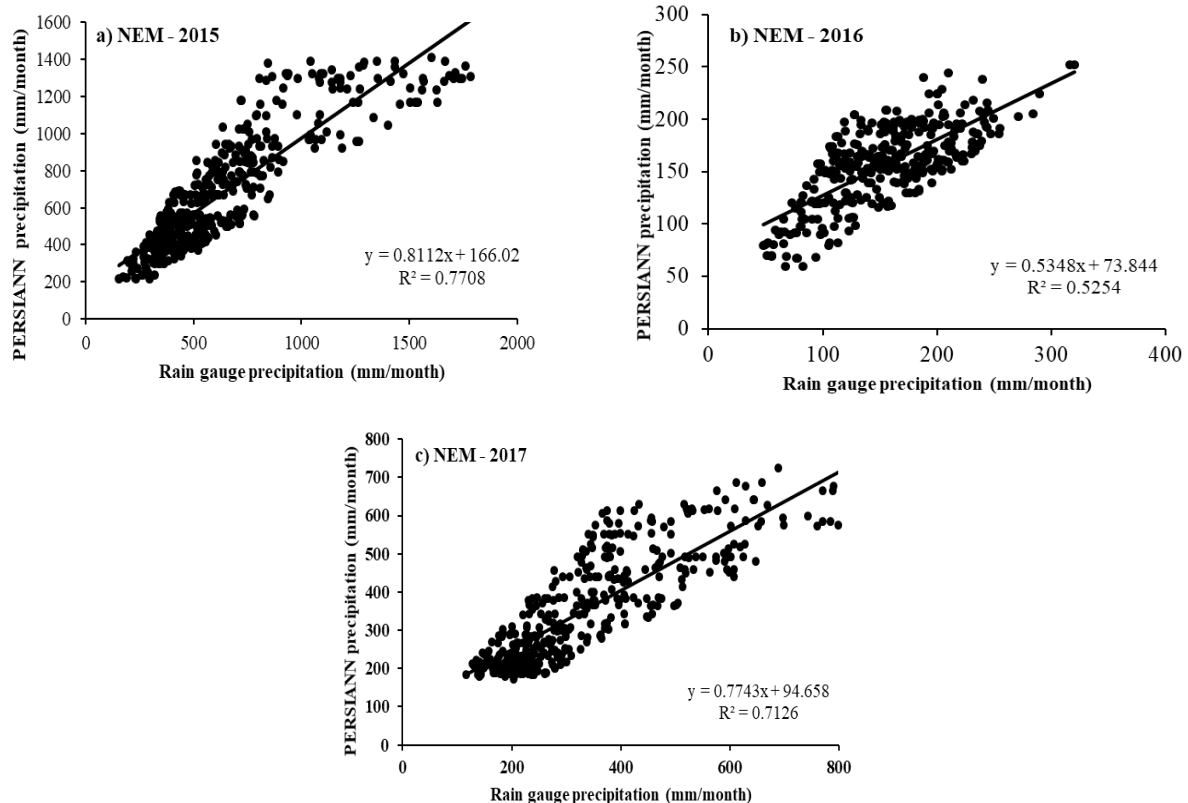 a) NEM - 2015
PERSIANN precipitation (mm/month)
1600
1400
1200
1000
800
600
400
200
0
y = 0.8112x + 166.02
R² = 0.7708
0 500 1000 1500 2000
Rain gauge precipitation (mm/month)
b) NEM - 2016
PERSIANN precipitation (mm/month)
300
250
200
150
100
50
0
y = 0.5348x + 73.844
R² = 0.5254
0 100 200 300 400
Rain gauge precipitation (mm/month)
c) NEM - 2017
PERSIANN precipitation (mm/month)
800
700
600
500
400
300
200
100
0
y = 0.7743x + 94.658
R² = 0.7126
0 200 400 600 800
Rain gauge precipitation (mm/month)